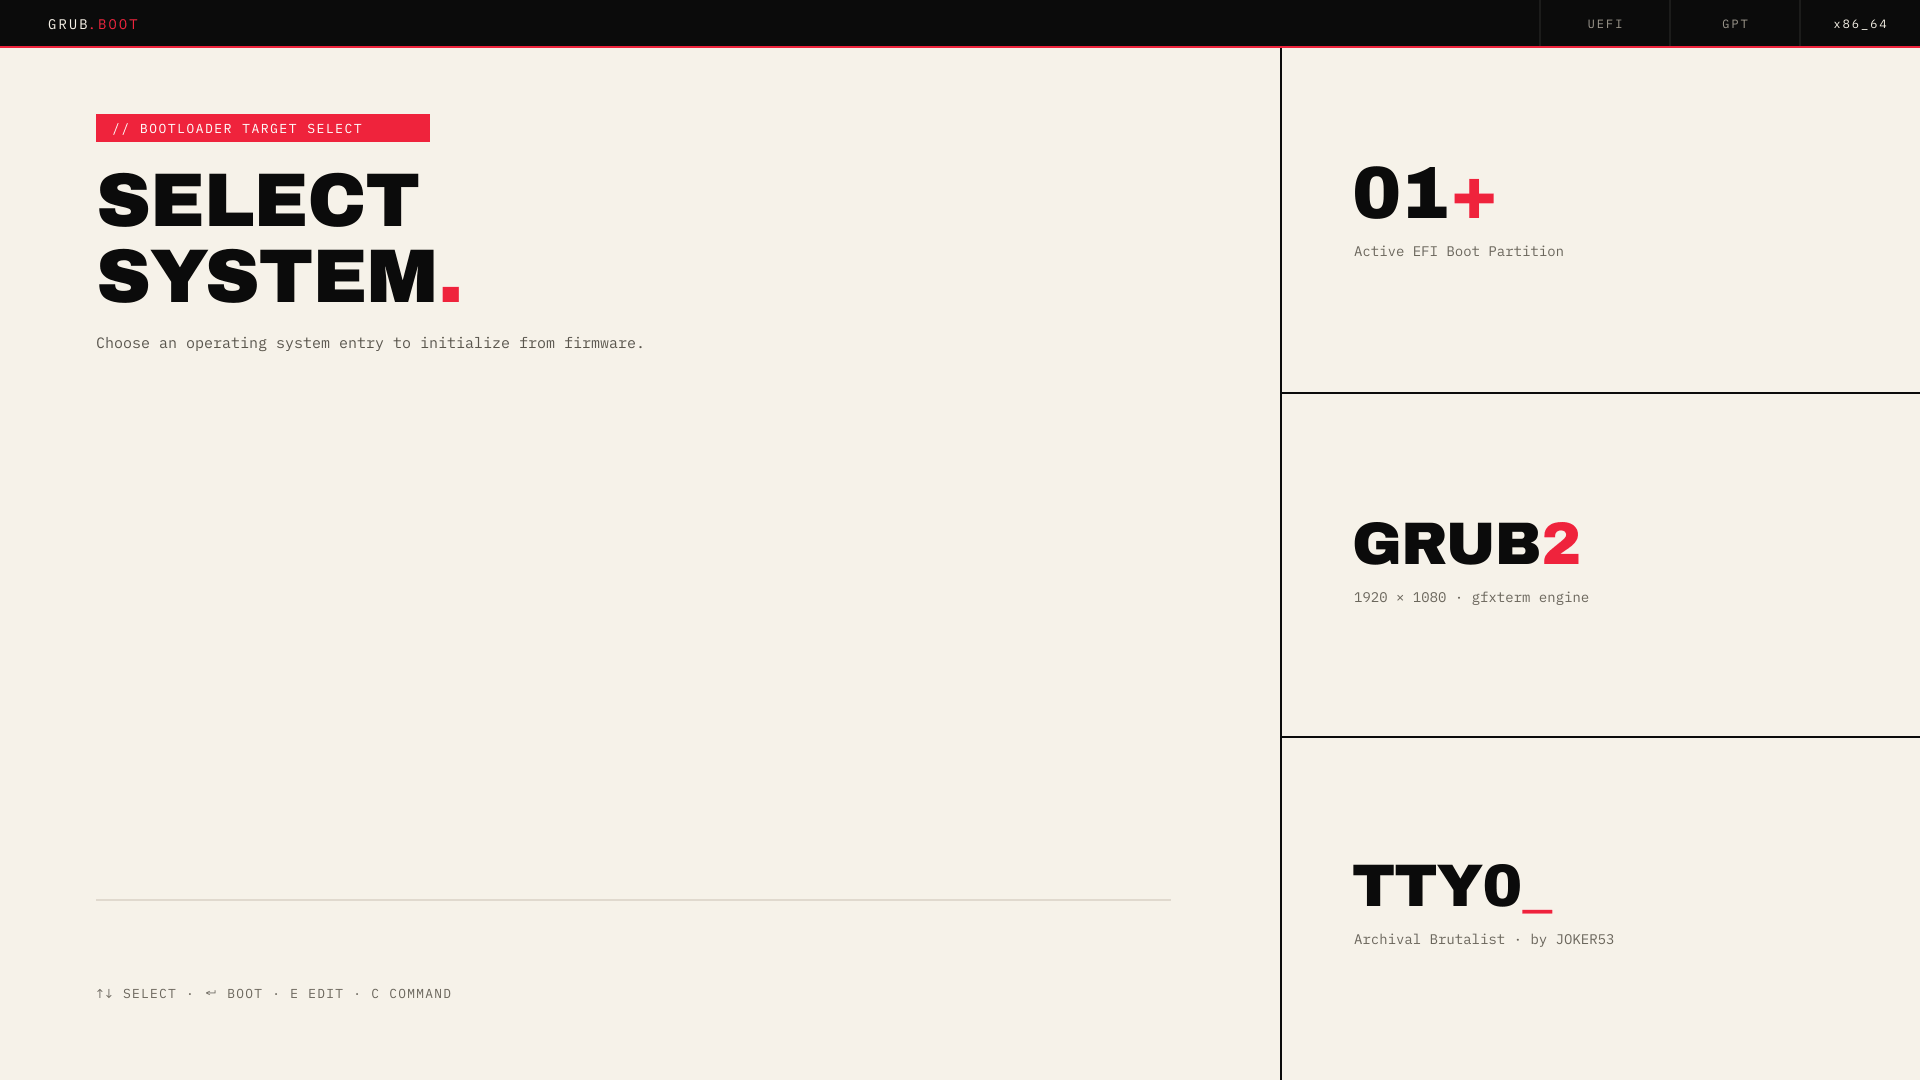 GRUB.BOOT
UEFI
GPT
x86_64
// BOOTLOADER TARGET SELECT
SELECT
SYSTEM.
Choose an operating system entry to initialize from firmware.
↑↓ SELECT · ↵ BOOT · E EDIT · C COMMAND
01+
Active EFI Boot Partition
GRUB2
1920 × 1080 · gfxterm engine
TTY0_
Archival Brutalist · by JOKER53